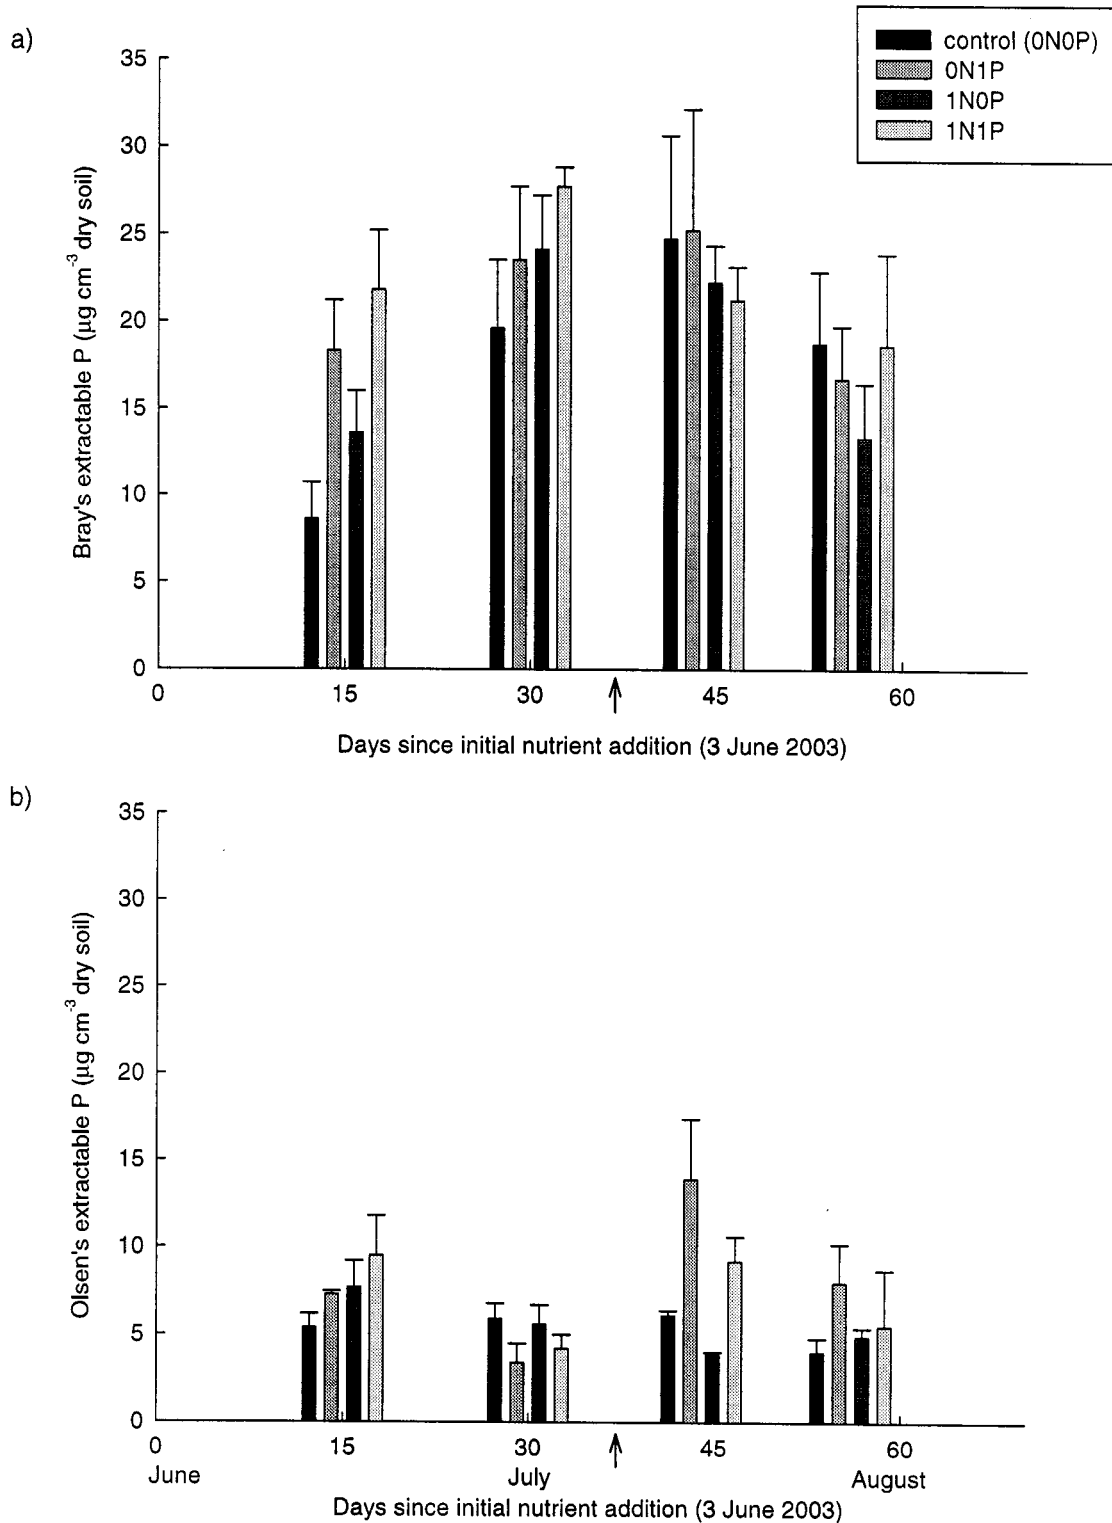 a)
control (0N0P)
0N1P
1N0P
1N1P
Bray's extractable P (µg cm-3 dry soil)
35
30
25
20
15
10
5
0
0 15 30 45 60
Days since initial nutrient addition (3 June 2003)
b)
Olsen's extractable P (µg cm-3 dry soil)
35
30
25
20
15
10
5
0
0 15 30 45 60
June July August
Days since initial nutrient addition (3 June 2003)